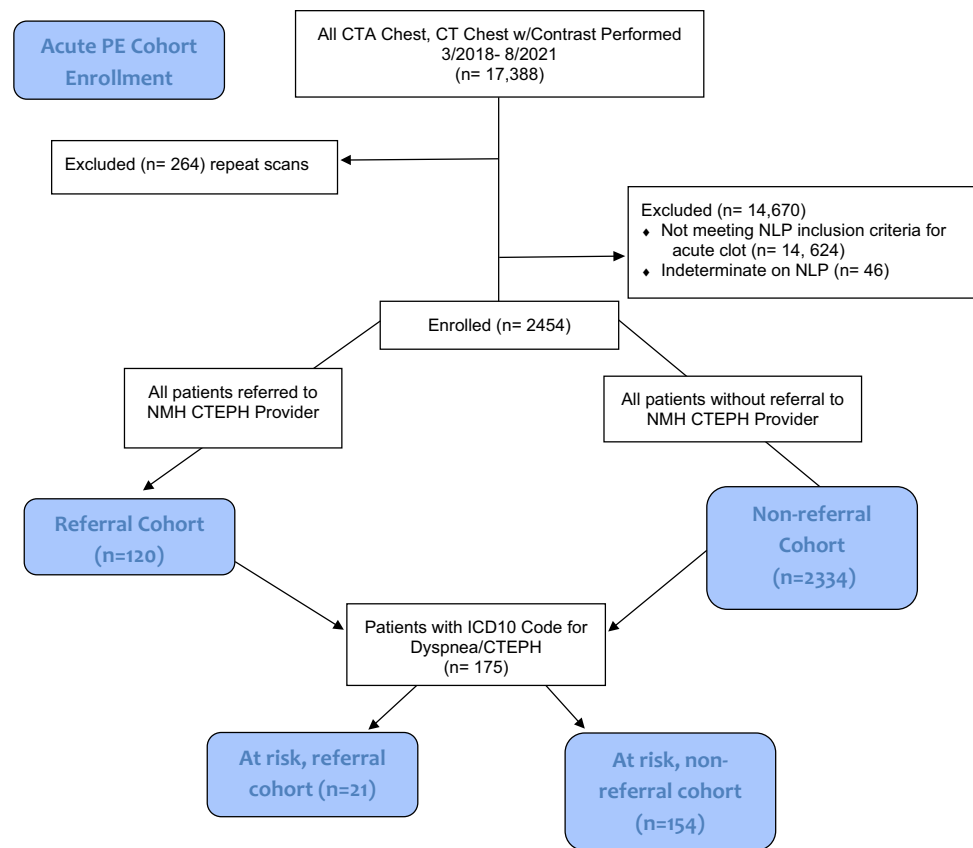 Acute PE Cohort
Enrollment
All CTA Chest, CT Chest w/Contrast Performed
3/2018- 8/2021
(n= 17,388)
Excluded (n= 264) repeat scans
Excluded (n= 14,670)
♦ Not meeting NLP inclusion criteria for
acute clot (n= 14, 624)
♦ Indeterminate on NLP (n= 46)
Enrolled (n= 2454)
All patients referred to
NMH CTEPH Provider
All patients without referral to
NMH CTEPH Provider
Referral Cohort
(n=120)
Non-referral
Cohort
(n=2334)
Patients with ICD10 Code for
Dyspnea/CTEPH
(n= 175)
At risk, referral
cohort (n=21)
At risk, non-
referral cohort
(n=154)